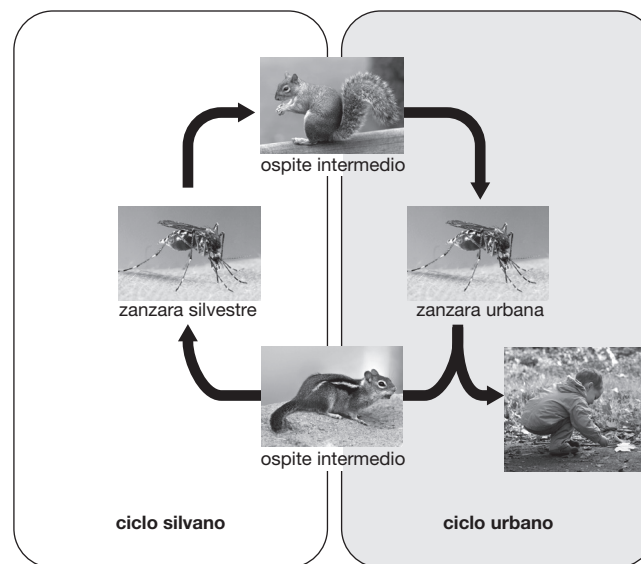 ospite intermedio
zanzara silvestre
zanzara urbana
ospite intermedio
ciclo silvano
ciclo urbano